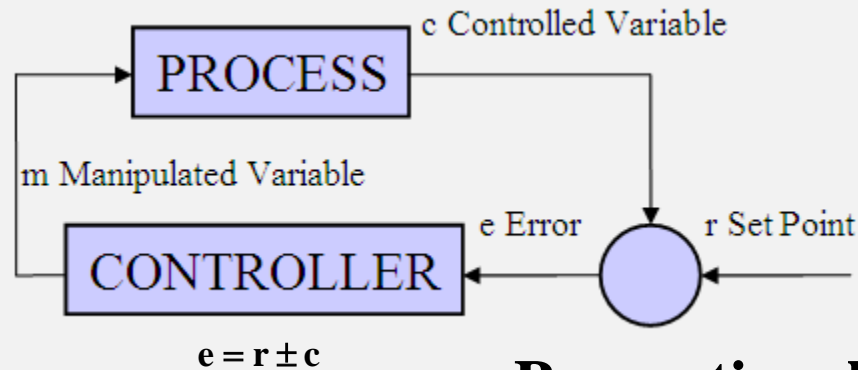 c Controlled Variable
PROCESS
m Manipulated Variable
e Error
r Set Point
CONTROLLER
e = r ± c